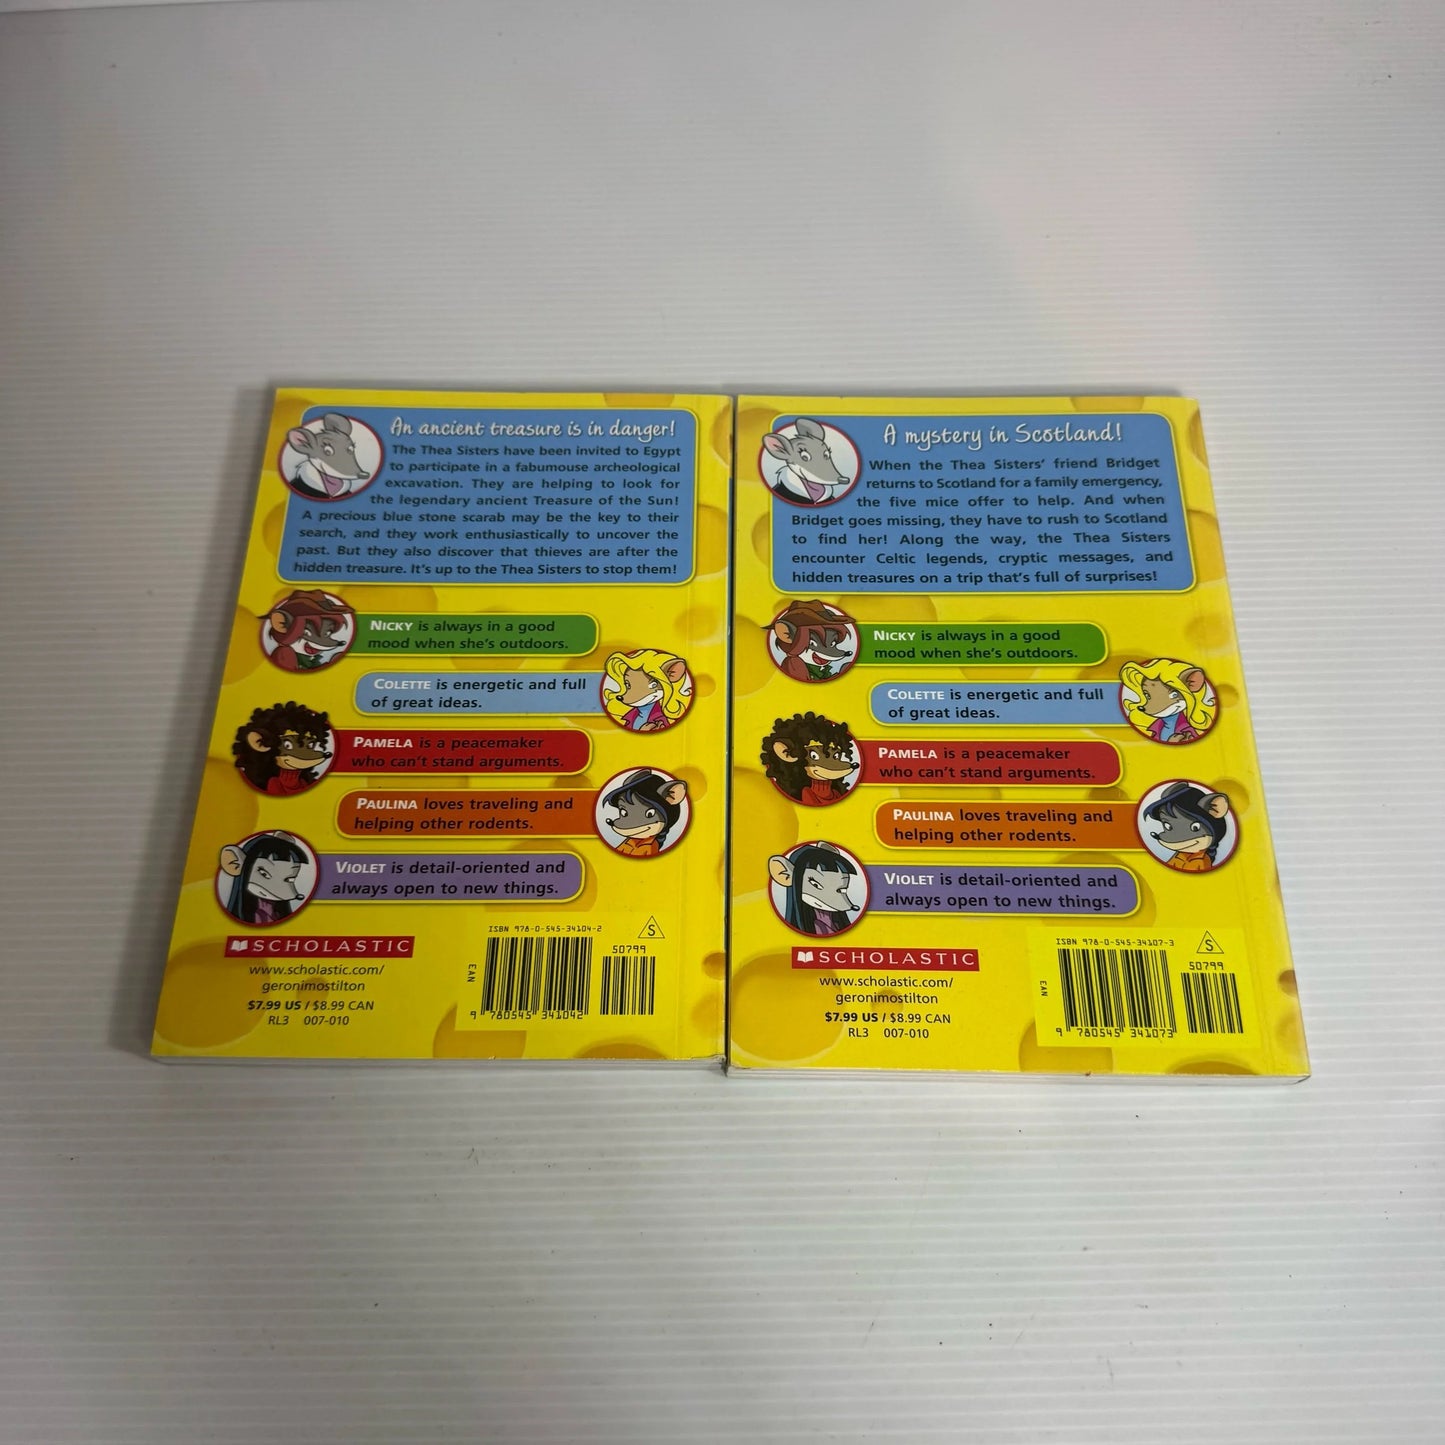 An ancient treasure is in danger!
The Thea Sisters have been invited to Egypt
to participate in a fabumouse archeological
excavation. They are helping to look for
the legendary ancient Treasure of the Sun!
A precious blue stone scarab may be the key to their
search, and they work enthusiastically to uncover the
past. But they also discover that thieves are after the
hidden treasure. It's up to the Thea Sisters to stop them!
NICKY is always in a good
mood when she's outdoors.
COLETTE is energetic and full
of great ideas.
PAMELA is a peacemaker
who can't stand arguments.
PAULINA loves traveling and
helping other rodents.
VIOLET is detail-oriented and
always open to new things.
SCHOLASTIC
www.scholastic.com/
geronimostilton
$7.99 US / $8.99 CAN
RL3 007-010
ISBN 978-0-545-34104-2
S
50799
EAN
9 780545 341042
A mystery in Scotland!
When the Thea Sisters' friend Bridget
returns to Scotland for a family emergency,
the five mice offer to help. And when
Bridget goes missing, they have to rush to Scotland
to find her! Along the way, the Thea Sisters
encounter Celtic legends, cryptic messages, and
hidden treasures on a trip that's full of surprises!
NICKY is always in a good
mood when she's outdoors.
COLETTE is energetic and full
of great ideas.
PAMELA is a peacemaker
who can't stand arguments.
PAULINA loves traveling and
helping other rodents.
VIOLET is detail-oriented and
always open to new things.
SCHOLASTIC
www.scholastic.com/
geronimostilton
$7.99 US / $8.99 CAN
RL3 007-010
ISBN 978-0-545-34107-3
S
50799
EAN
9 780545 341073